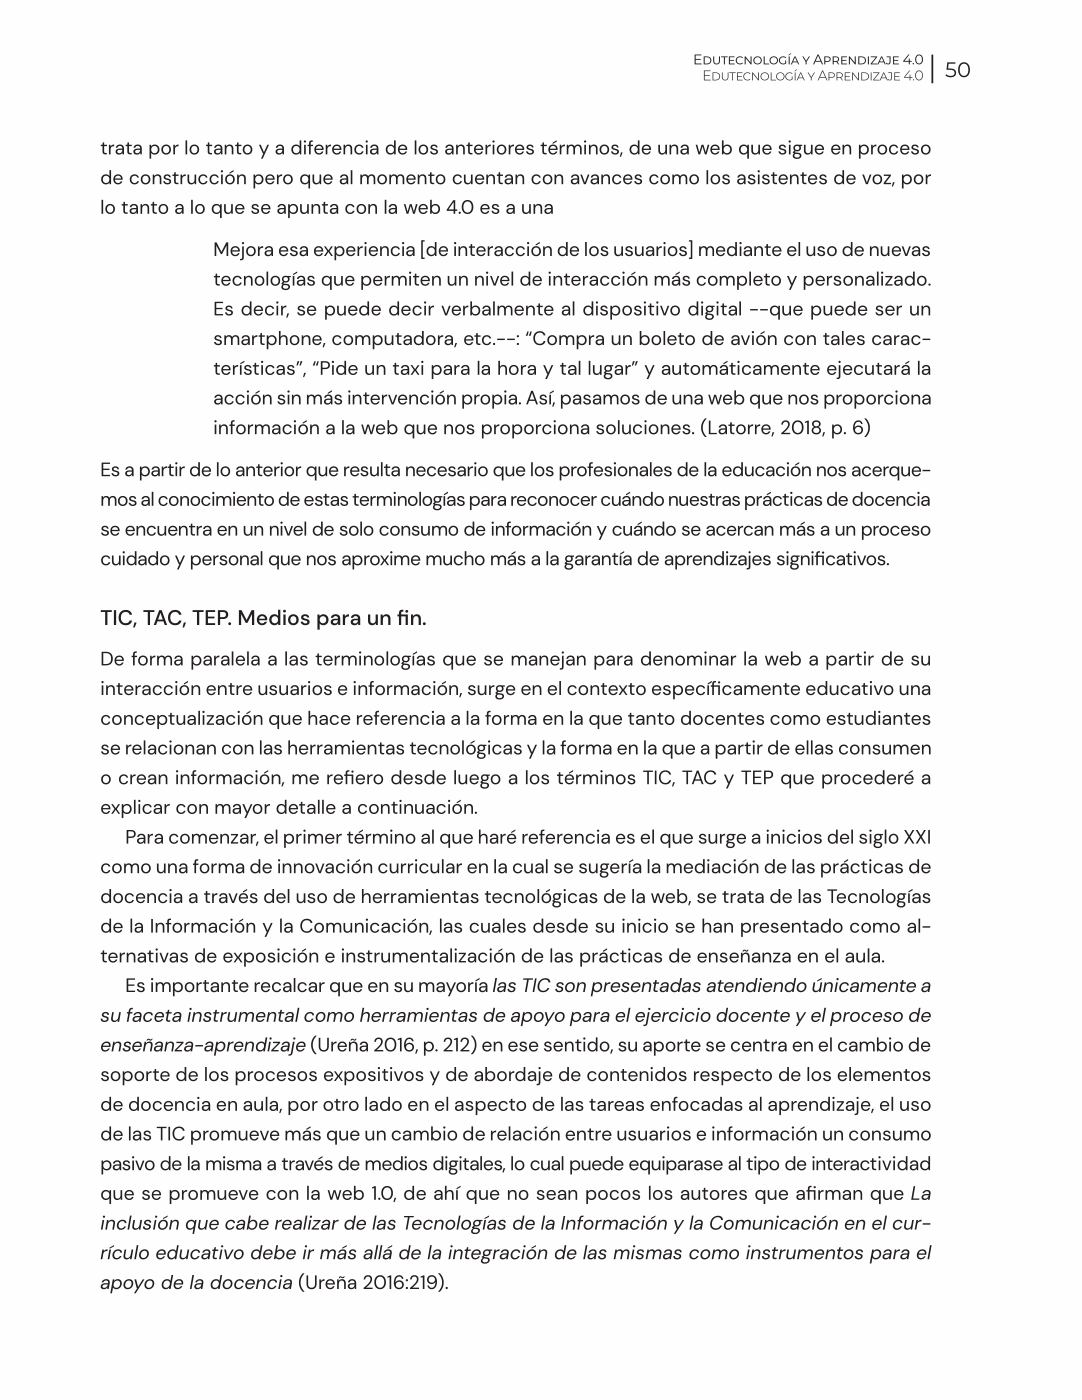 Edutecnología y Aprendizaje 4.0
Edutecnología y Aprendizaje 4.0
50
trata por lo tanto y a diferencia de los anteriores términos, de una web que sigue en proceso
de construcción pero que al momento cuentan con avances como los asistentes de voz, por
lo tanto a lo que se apunta con la web 4.0 es a una
Mejora esa experiencia [de interacción de los usuarios] mediante el uso de nuevas
tecnologías que permiten un nivel de interacción más completo y personalizado.
Es decir, se puede decir verbalmente al dispositivo digital --que puede ser un
smartphone, computadora, etc.--: “Compra un boleto de avión con tales carac-
terísticas”, “Pide un taxi para la hora y tal lugar” y automáticamente ejecutará la
acción sin más intervención propia. Así, pasamos de una web que nos proporciona
información a la web que nos proporciona soluciones. (Latorre, 2018, p. 6)
Es a partir de lo anterior que resulta necesario que los profesionales de la educación nos acerque-
mos al conocimiento de estas terminologías para reconocer cuándo nuestras prácticas de docencia
se encuentra en un nivel de solo consumo de información y cuándo se acercan más a un proceso
cuidado y personal que nos aproxime mucho más a la garantía de aprendizajes significativos.
TIC, TAC, TEP. Medios para un fin.
De forma paralela a las terminologías que se manejan para denominar la web a partir de su
interacción entre usuarios e información, surge en el contexto específicamente educativo una
conceptualización que hace referencia a la forma en la que tanto docentes como estudiantes
se relacionan con las herramientas tecnológicas y la forma en la que a partir de ellas consumen
o crean información, me refiero desde luego a los términos TIC, TAC y TEP que procederé a
explicar con mayor detalle a continuación.
Para comenzar, el primer término al que haré referencia es el que surge a inicios del siglo XXI
como una forma de innovación curricular en la cual se sugería la mediación de las prácticas de
docencia a través del uso de herramientas tecnológicas de la web, se trata de las Tecnologías
de la Información y la Comunicación, las cuales desde su inicio se han presentado como al-
ternativas de exposición e instrumentalización de las prácticas de enseñanza en el aula.
Es importante recalcar que en su mayoría las TIC son presentadas atendiendo únicamente a
su faceta instrumental como herramientas de apoyo para el ejercicio docente y el proceso de
enseñanza-aprendizaje (Ureña 2016, p. 212) en ese sentido, su aporte se centra en el cambio de
soporte de los procesos expositivos y de abordaje de contenidos respecto de los elementos
de docencia en aula, por otro lado en el aspecto de las tareas enfocadas al aprendizaje, el uso
de las TIC promueve más que un cambio de relación entre usuarios e información un consumo
pasivo de la misma a través de medios digitales, lo cual puede equiparase al tipo de interactividad
que se promueve con la web 1.0, de ahí que no sean pocos los autores que afirman que La
inclusión que cabe realizar de las Tecnologías de la Información y la Comunicación en el cur-
rículo educativo debe ir más allá de la integración de las mismas como instrumentos para el
apoyo de la docencia (Ureña 2016:219).